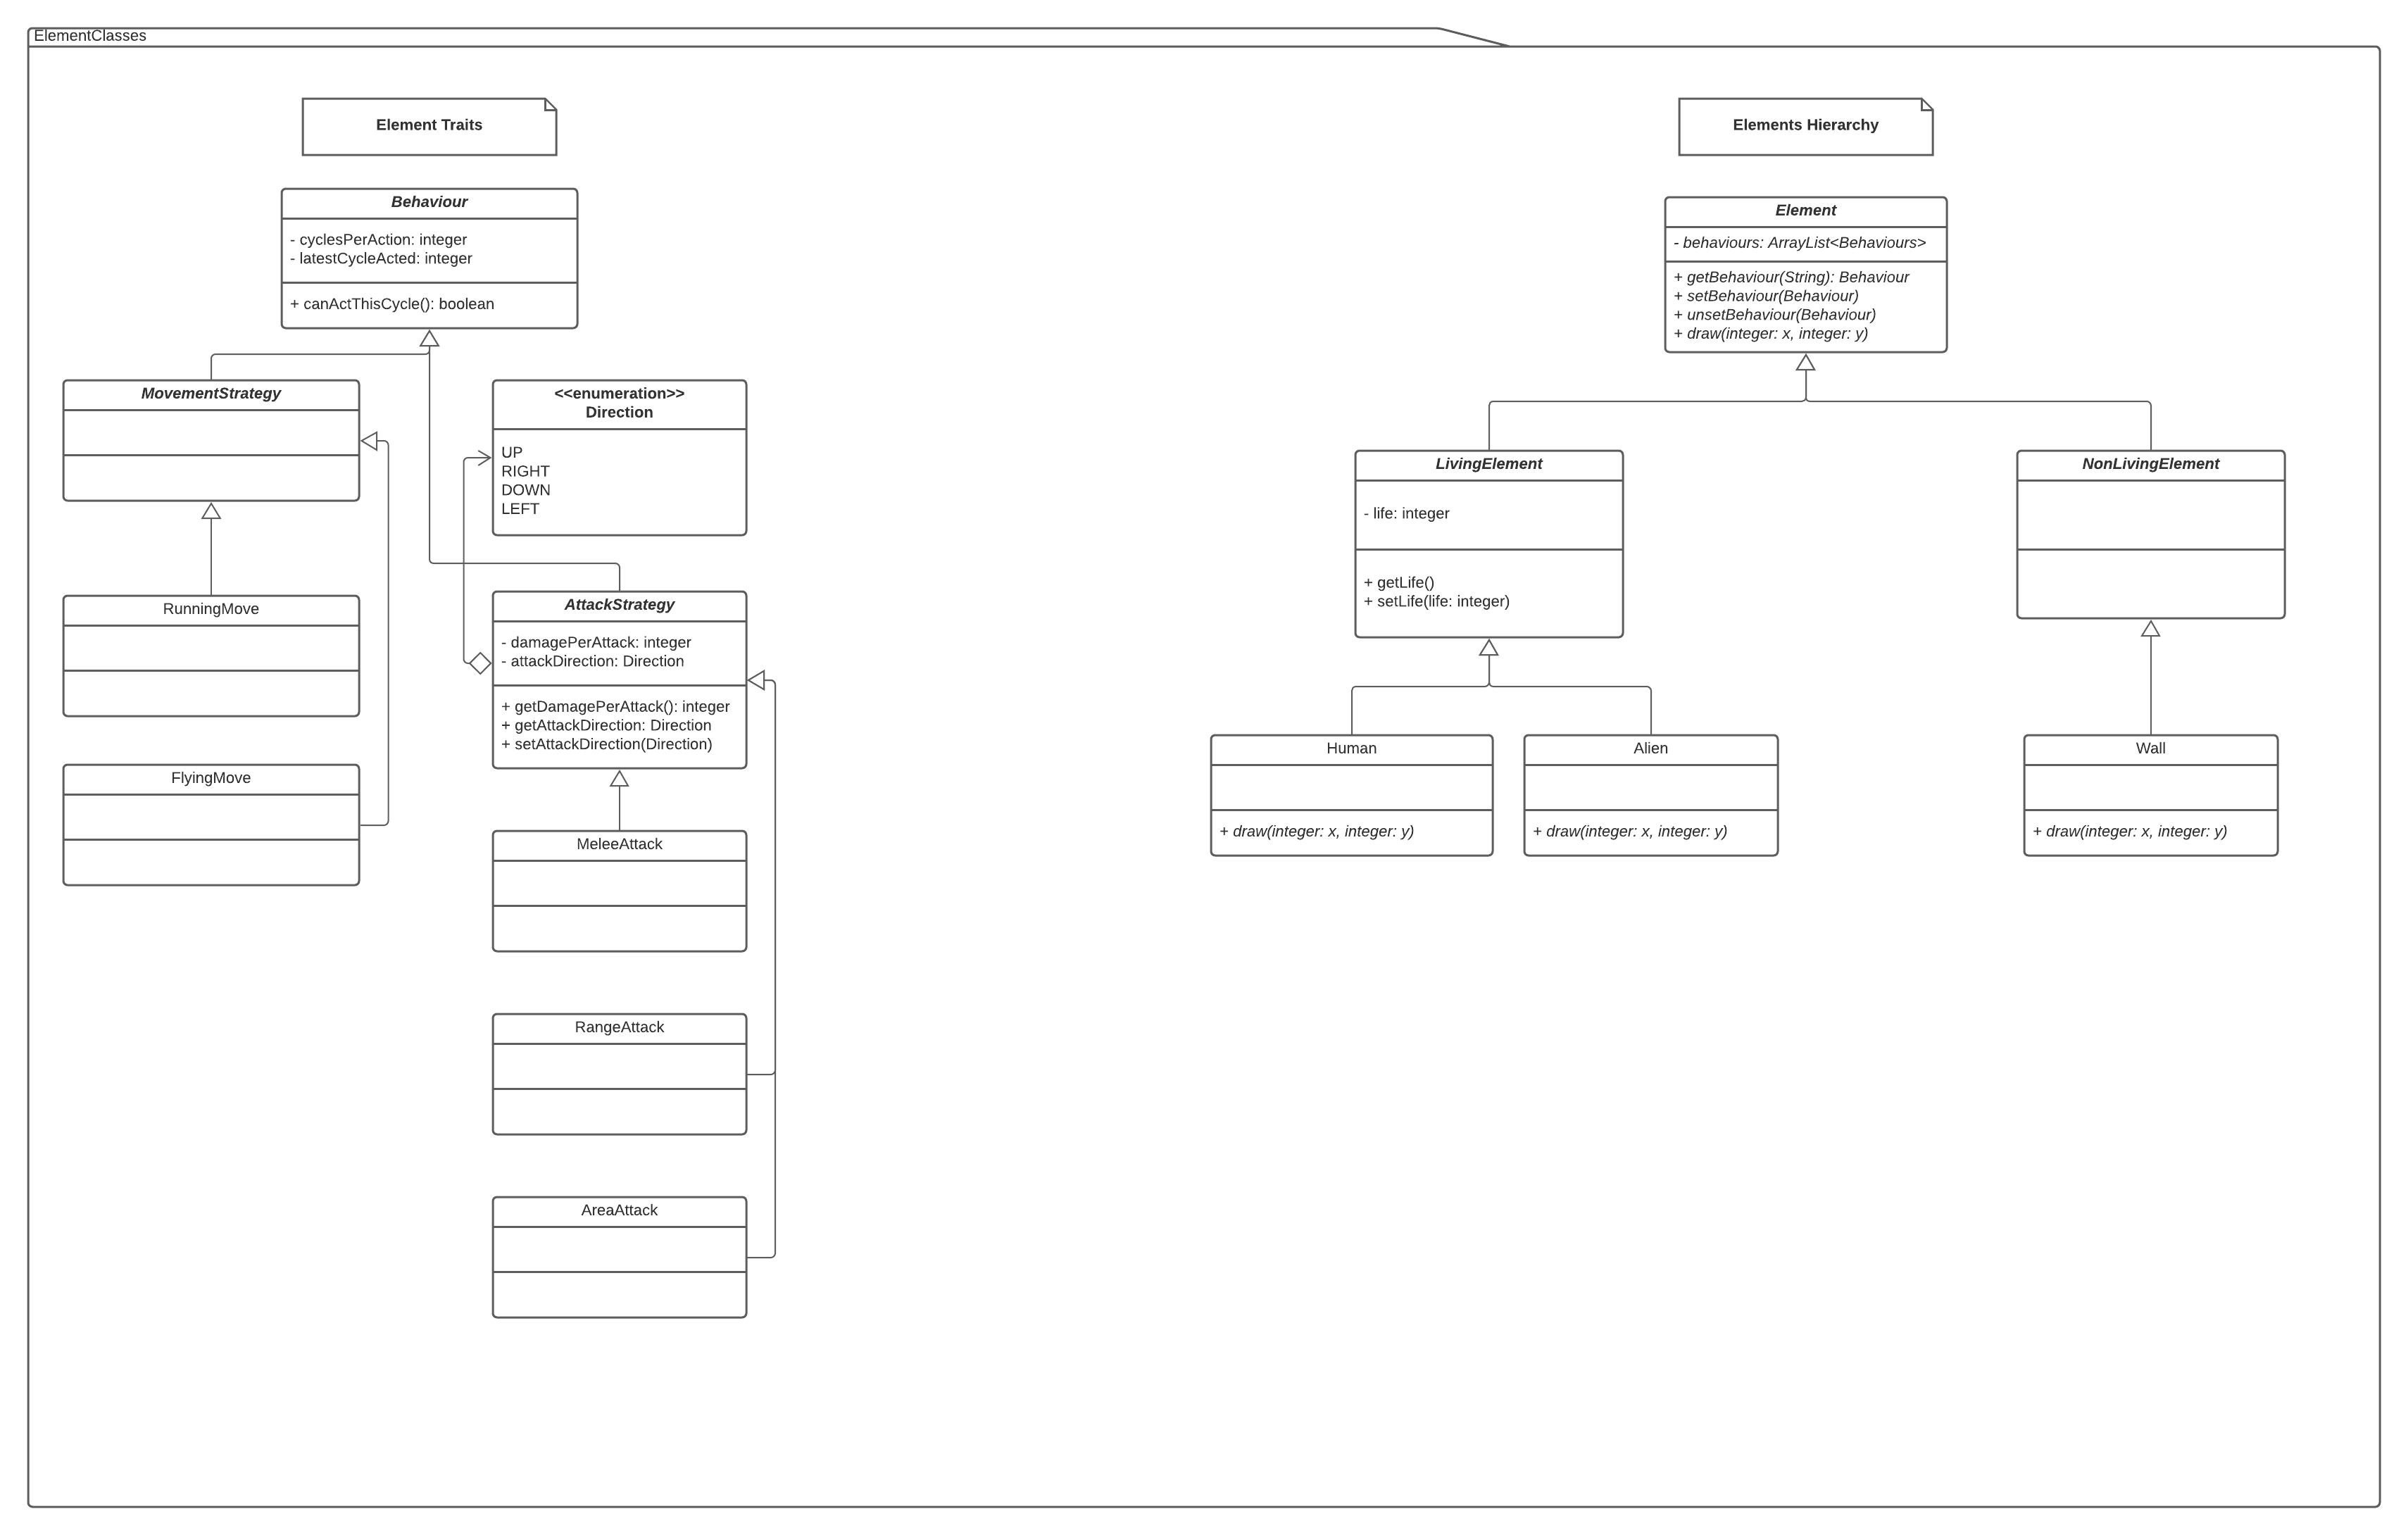 ElementClasses
Element Traits
Behaviour
- cyclesPerAction: integer
- latestCycleActed: integer
+ canActThisCycle(): boolean
MovementStrategy
<<enumeration>>
Direction
UP
RIGHT
DOWN
LEFT
RunningMove
FlyingMove
AttackStrategy
- damagePerAttack: integer
- attackDirection: Direction
+ getDamagePerAttack(): integer
+ getAttackDirection: Direction
+ setAttackDirection(Direction)
MeleeAttack
RangeAttack
AreaAttack
Elements Hierarchy
Element
- behaviours: ArrayList<Behaviours>
+ getBehaviour(String): Behaviour
+ setBehaviour(Behaviour)
+ unsetBehaviour(Behaviour)
+ draw(integer: x, integer: y)
LivingElement
- life: integer
+ getLife()
+ setLife(life: integer)
NonLivingElement
Human
+ draw(integer: x, integer: y)
Alien
+ draw(integer: x, integer: y)
Wall
+ draw(integer: x, integer: y)